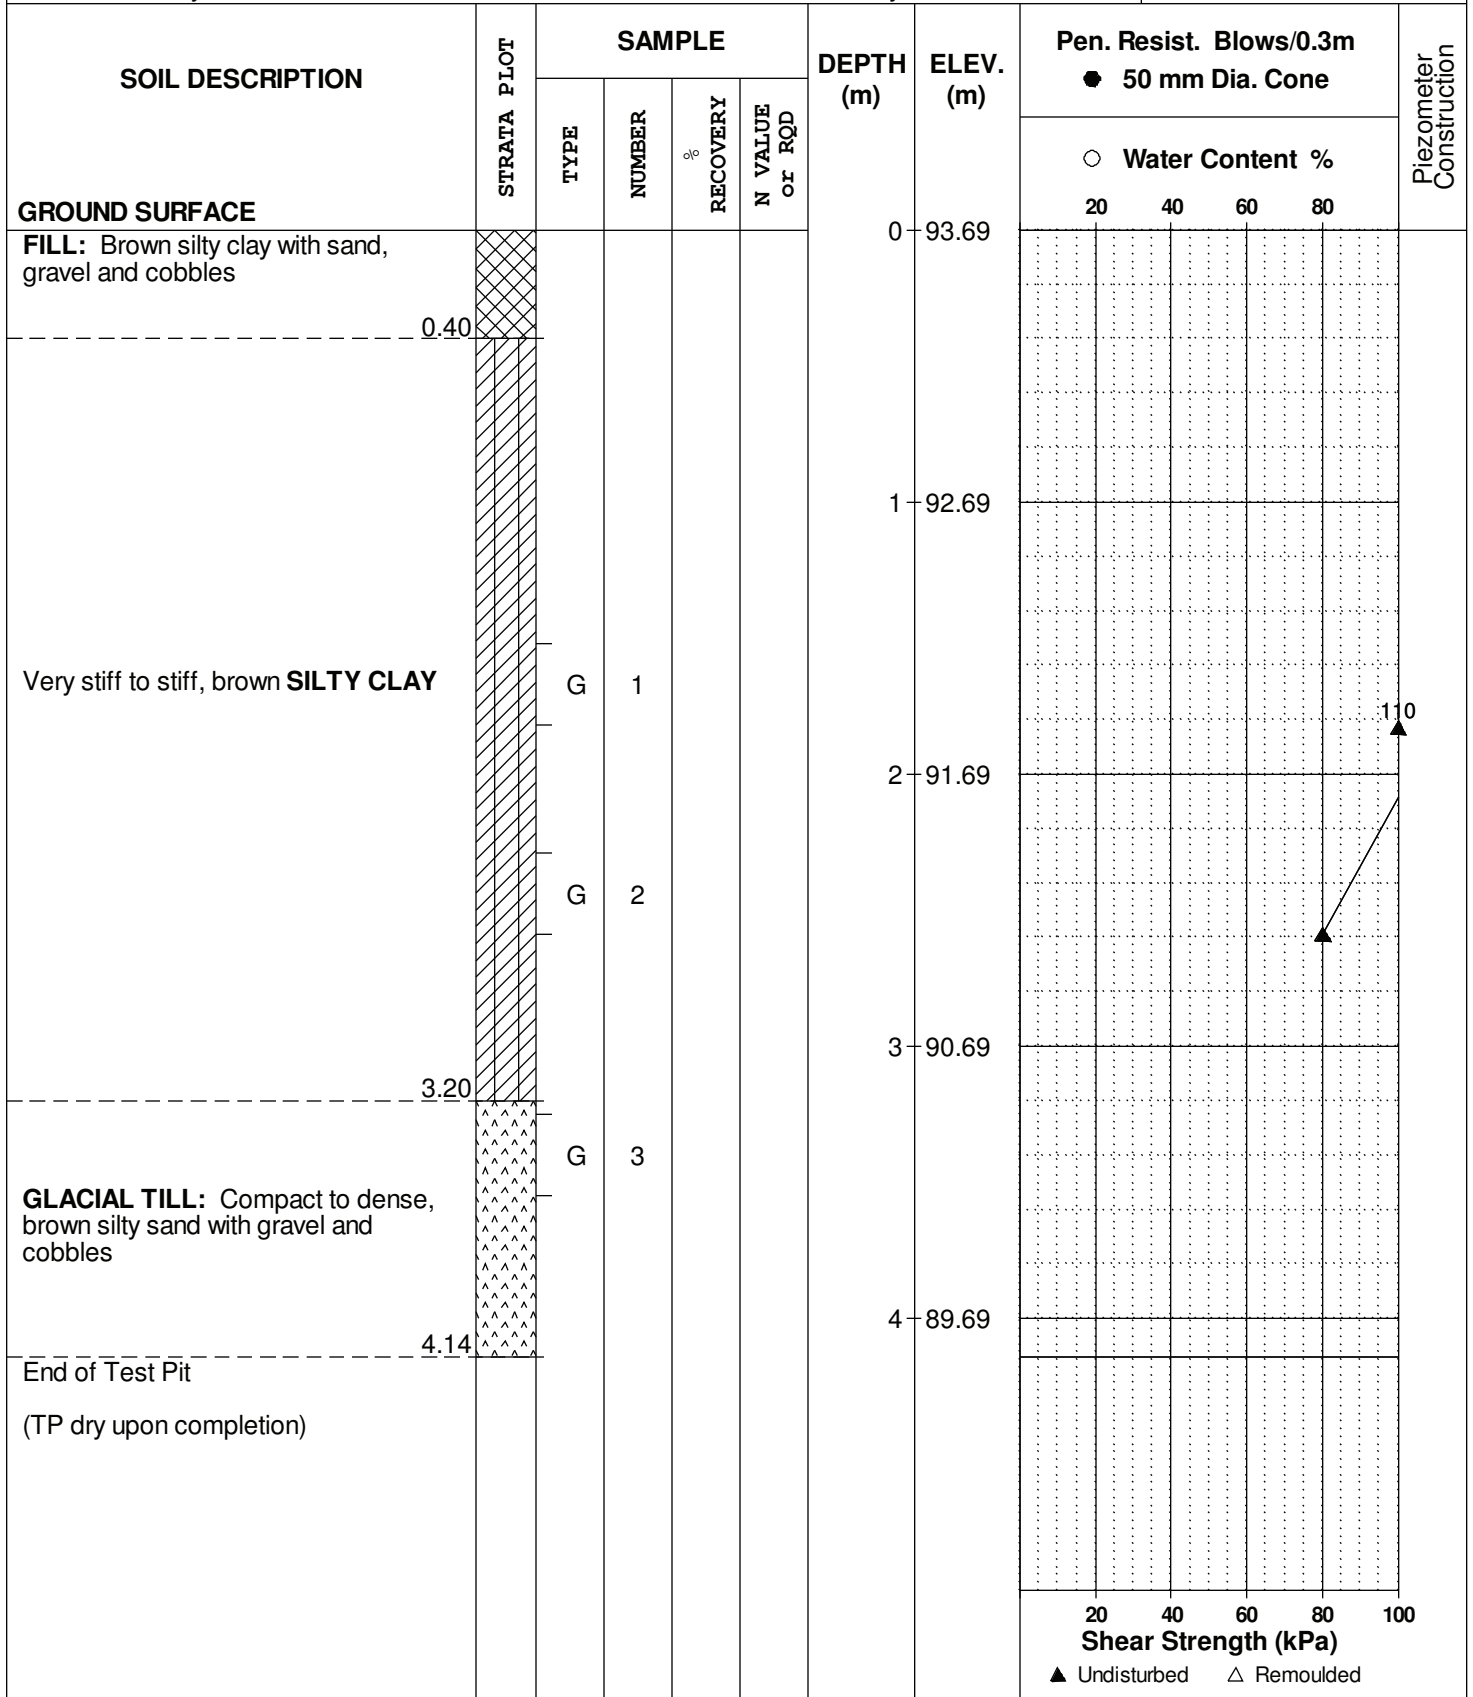 SOIL DESCRIPTION
GROUND SURFACE
STRATA PLOT
SAMPLE
TYPE
NUMBER
%
RECOVERY
N VALUE
or RQD
DEPTH
(m)
ELEV.
(m)
Pen. Resist. Blows/0.3m
● 50 mm Dia. Cone
○ Water Content %
20 40 60 80
Piezometer
Construction
0 93.69
FILL: Brown silty clay with sand,
gravel and cobbles
0.40
1 92.69
Very stiff to stiff, brown SILTY CLAY
G 1
110
2 91.69
G 2
3 90.69
3.20
G 3
GLACIAL TILL: Compact to dense,
brown silty sand with gravel and
cobbles
4 89.69
4.14
End of Test Pit
(TP dry upon completion)
20 40 60 80 100
Shear Strength (kPa)
▲ Undisturbed △ Remoulded